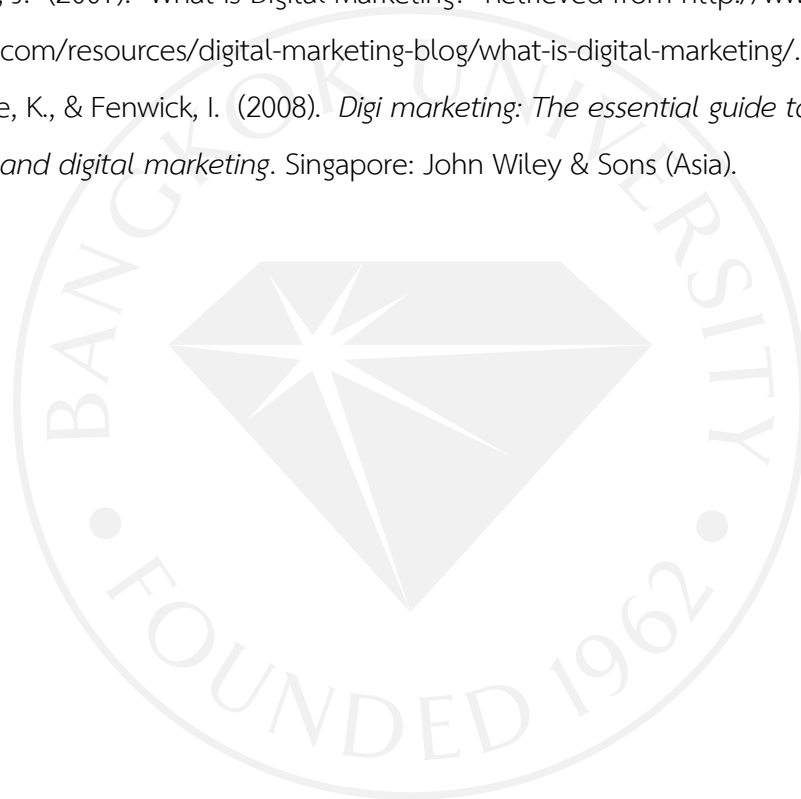 , J. (2007). What is Digital Marketing? Retrieved from http://ww
com/resources/digital-marketing-blog/what-is-digital-marketing/.
e, K., & Fenwick, I. (2008). Digi marketing: The essential guide to
and digital marketing. Singapore: John Wiley & Sons (Asia).
BANGKOK UNIVERSITY
• FOUNDED 1962 •